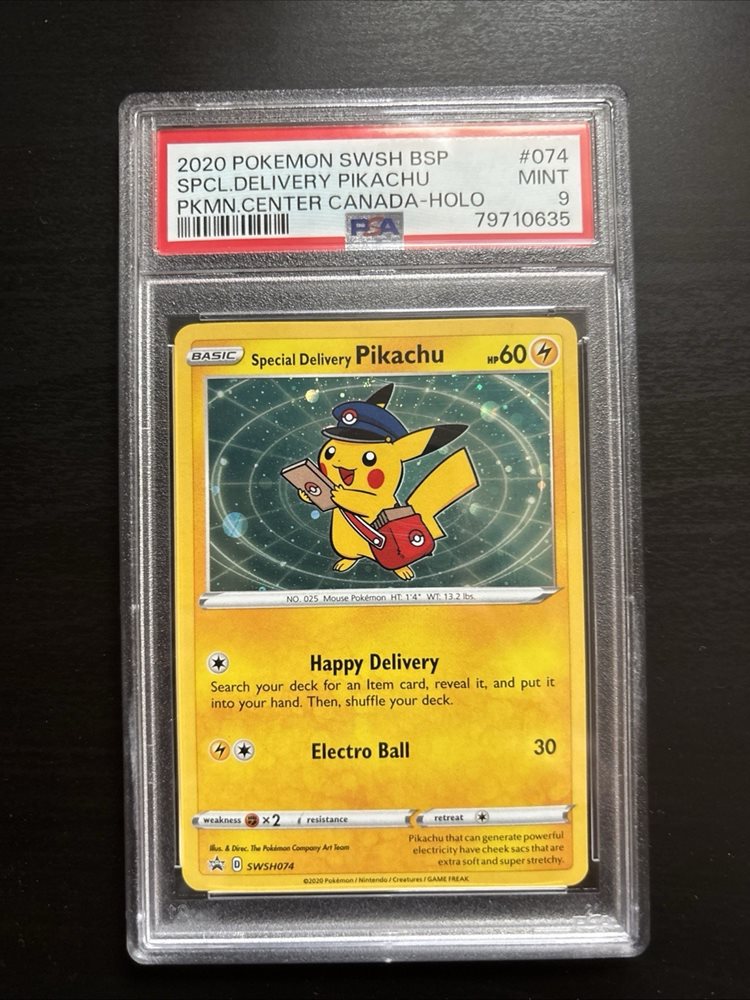 2020 POKEMON SWSH BSP #074
SPCL.DELIVERY PIKACHU MINT
PKMN.CENTER CANADA-HOLO 9
PSA 79710635
BASIC Special Delivery Pikachu HP60
NO. 025 Mouse Pokémon HT: 1'4" WT: 13.2 lbs.
Happy Delivery
Search your deck for an Item card, reveal it, and put it
into your hand. Then, shuffle your deck.
Electro Ball 30
weakness ×2 resistance retreat
Pikachu that can generate powerful
electricity have cheek sacs that are
extra soft and super stretchy.
Illus. & Direc. The Pokémon Company Art Team
D SWSH074
©2020 Pokémon / Nintendo / Creatures / GAME FREAK